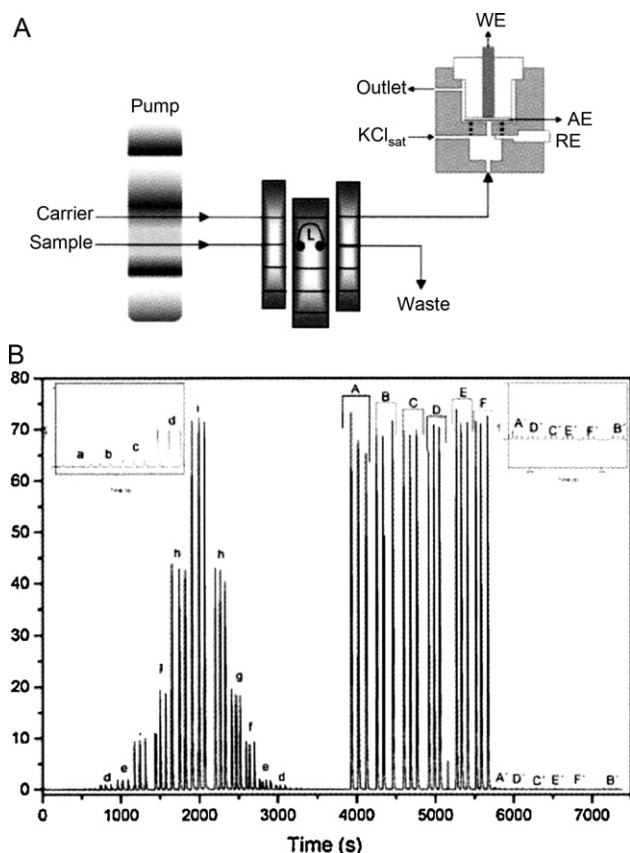 A
WE
Outlet
AE
Pump
KClsat
RE
Carrier
Sample
L
Waste
B
80
70
60
50
40
30
20
10
0
a
b
c
d
i
h
h
j
g
f
d
e
e
d
A
B
C
D
E
F
A´
D´
C´
E´
F´
B´
A´
D´
C´
E´
F´
B´
0
1000
2000
3000
4000
5000
6000
7000
Time (s)